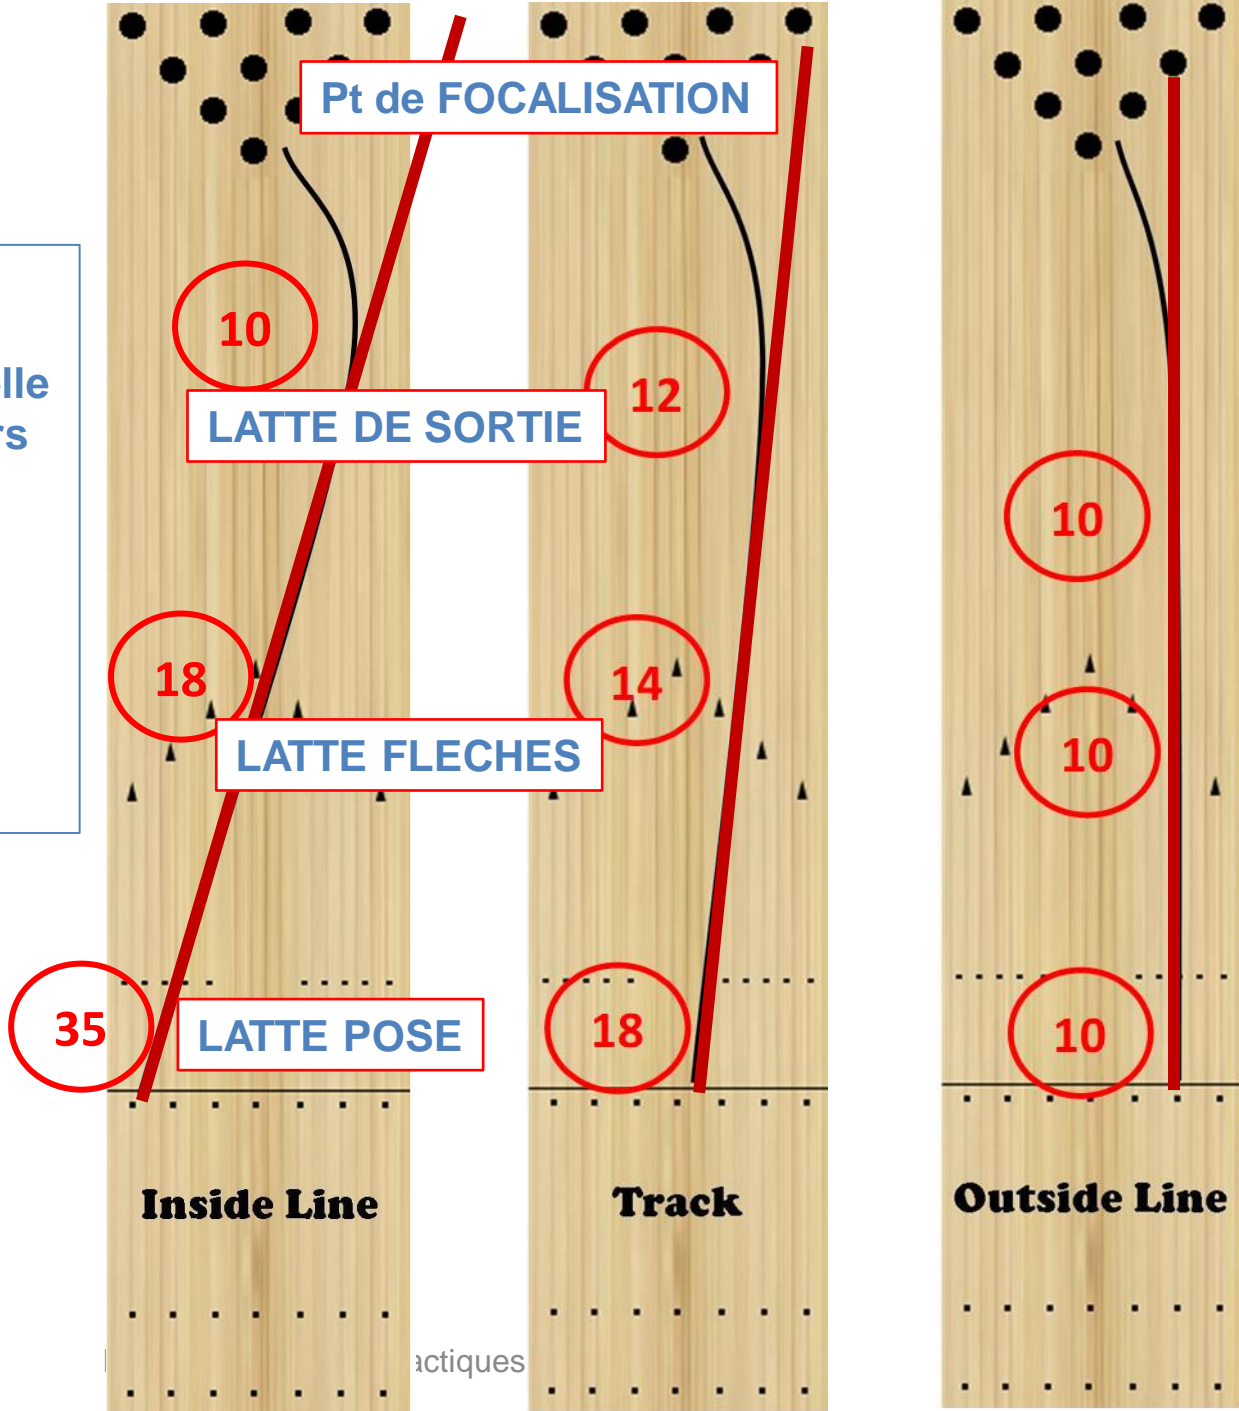 Pt de FOCALISATION
10
12
LATTE DE SORTIE
10
18
14
LATTE FLECHES
10
35
LATTE POSE
18
10
Inside Line
Track
Outside Line